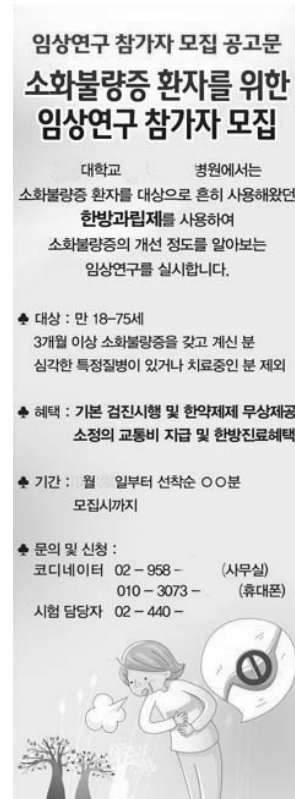 임상연구 참가자 모집 공고문
소화불량증 환자를 위한
임상연구 참가자 모집
대학교 병원에서는
소화불량증 환자를 대상으로 흔히 사용해왔던
한방과립제를 사용하여
소화불량증의 개선 정도를 알아보는
임상연구를 실시합니다.
♣ 대상 : 만 18-75세
3개월 이상 소화불량증을 갖고 계신 분
심각한 특정질병이 있거나 치료중인 분 제외
♣ 혜택 : 기본 검진시행 및 한약제제 무상제공
소정의 교통비 지급 및 한방진료혜택
♣ 기간 : 월 일부터 선착순 ○○분
모집시까지
♣ 문의 및 신청 :
코디네이터 02 - 958 - (사무실)
010 - 3073 - (휴대폰)
시험 담당자 02 - 440 -